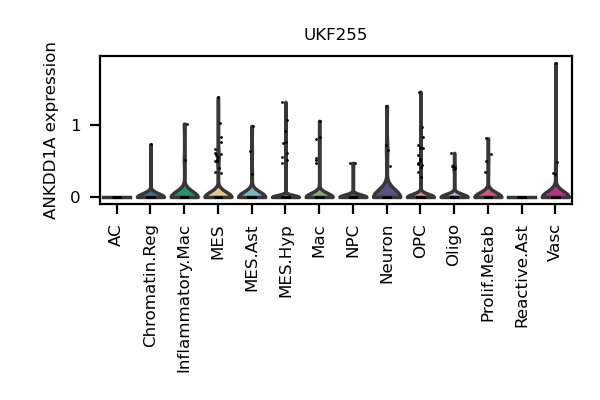 UKF255
ANKDD1A expression
1
0
AC
Chromatin.Reg
Inflammatory.Mac
MES
MES.Ast
MES.Hyp
Mac
NPC
Neuron
OPC
Oligo
Prolif.Metab
Reactive.Ast
Vasc